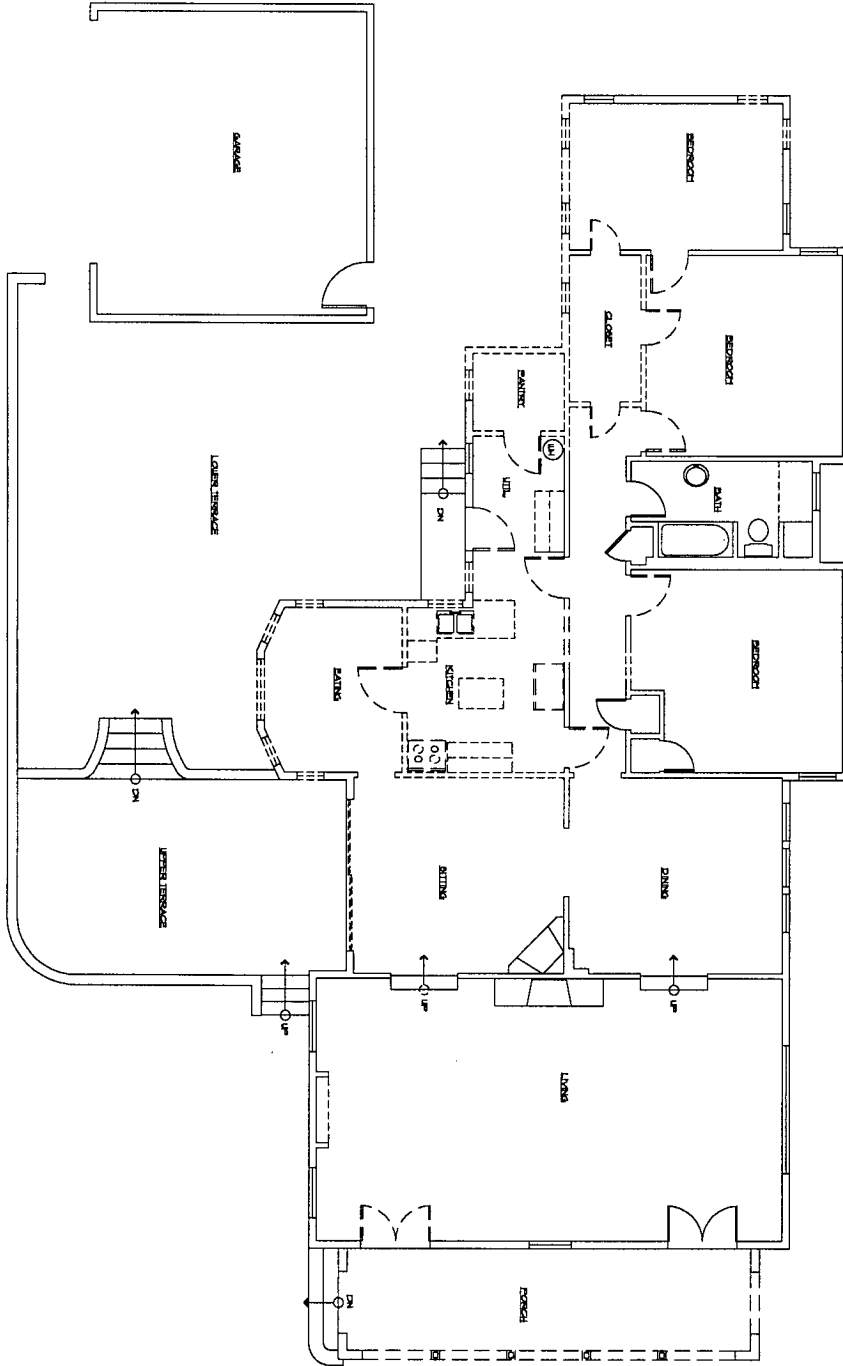 GARAGE
BEDROOM
CLOSET
BEDROOM
PANTRY
WH
UTIL.
BATH
LOWER TERRACE
DN
EATING
KITCHEN
BEDROOM
DN
UPPER TERRACE
SITTING
DINING
UP
UP
UP
LIVING
DN
PORCH